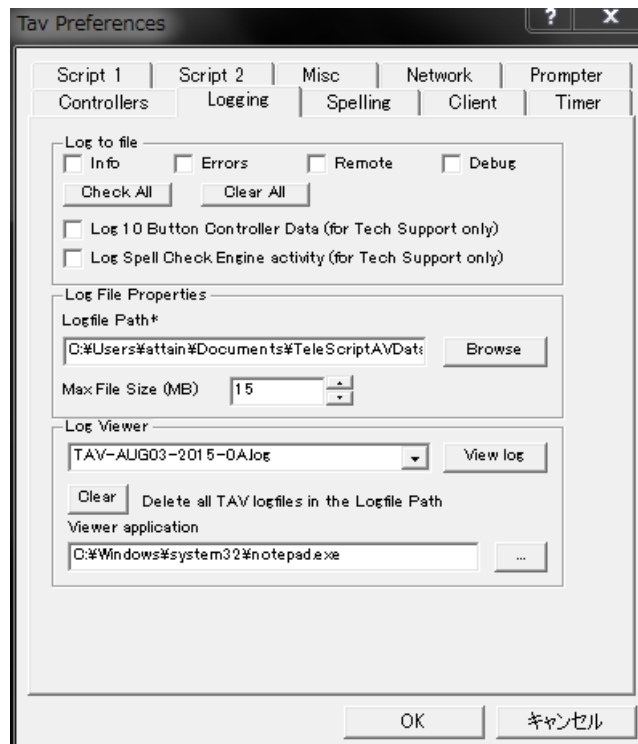 Tav Preferences
? x
Script 1 Script 2 Misc Network Prompter
Controllers Logging Spelling Client Timer
Log to file
Info Errors Remote Debug
Check All Clear All
Log 10 Button Controller Data (for Tech Support only)
Log Spell Check Engine activity (for Tech Support only)
Log File Properties
Logfile Path*
C:¥Users¥attain¥Documents¥TeleScriptAVData Browse
Max File Size (MB) 15
Log Viewer
TAV-AUG03-2015-0A.log View log
Clear Delete all TAV logfiles in the Logfile Path
Viewer application
C:¥Windows¥system32¥notepad.exe ...
OK キャンセル